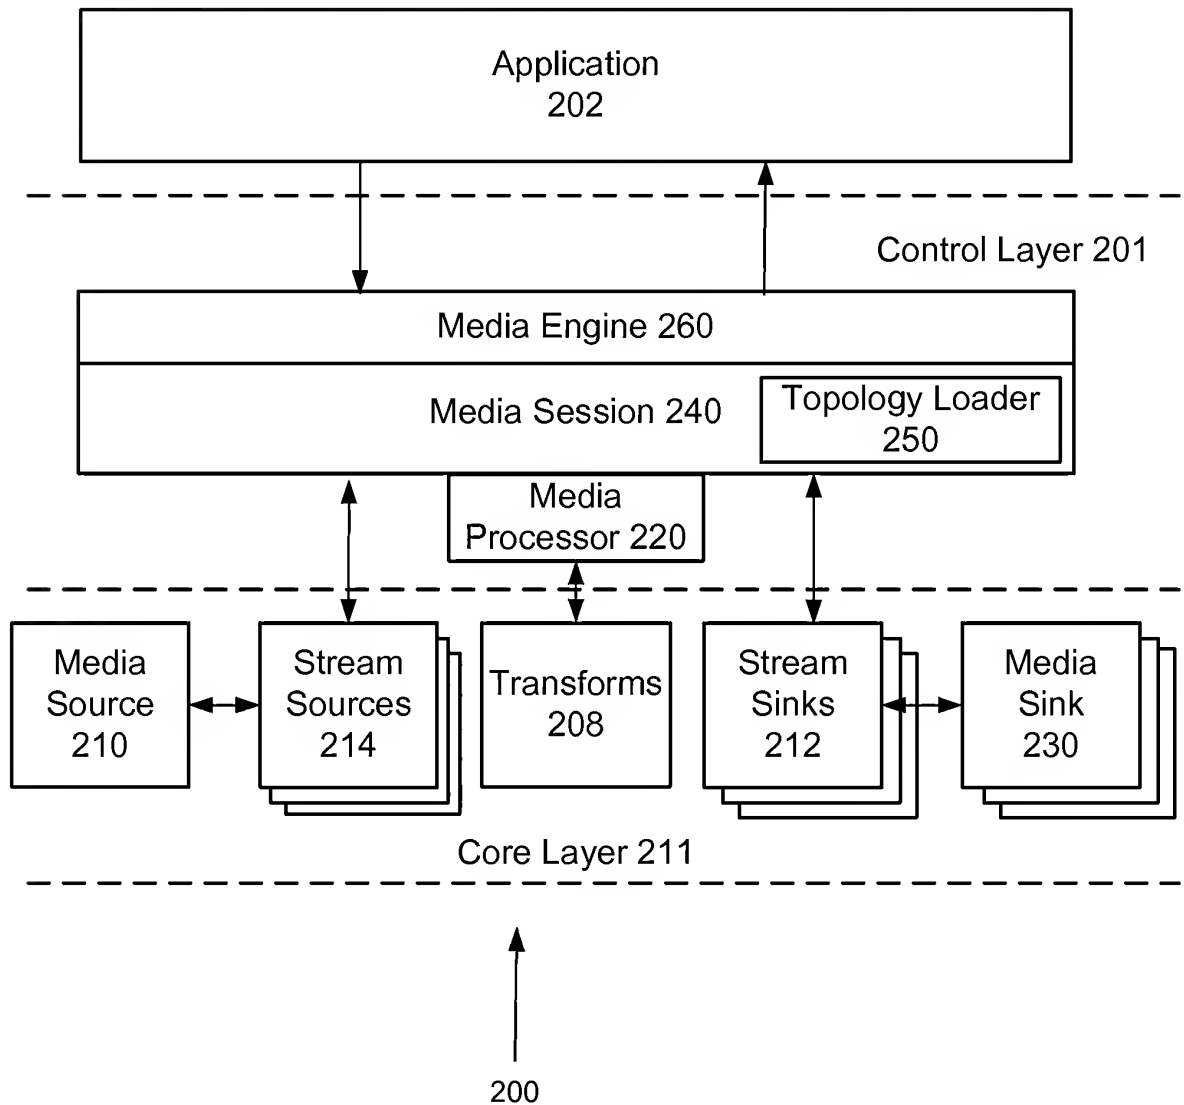 Application
202
Control Layer 201
Media Engine 260
Media Session 240
Topology Loader
250
Media
Processor 220
Media
Source
210
Stream
Sources
214
Transforms
208
Stream
Sinks
212
Media
Sink
230
Core Layer 211
200